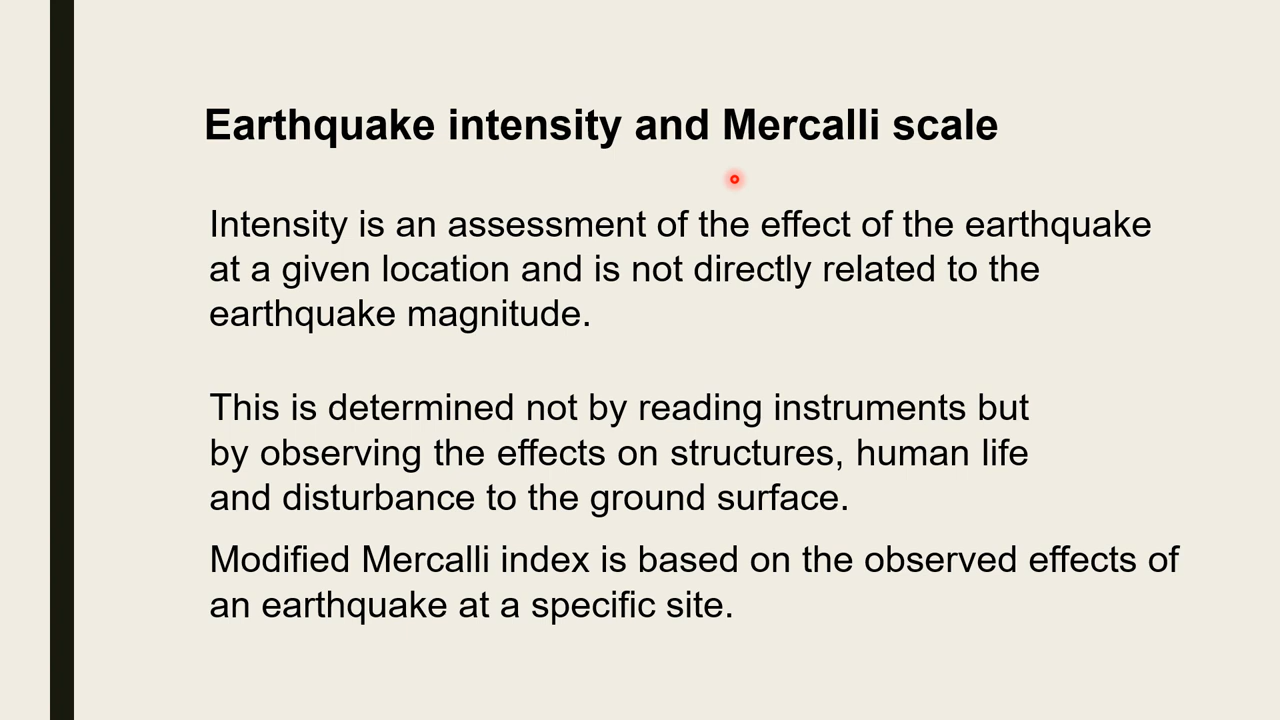 Earthquake intensity and Mercalli scale
Intensity is an assessment of the effect of the earthquake
at a given location and is not directly related to the
earthquake magnitude.
This is determined not by reading instruments but
by observing the effects on structures, human life
and disturbance to the ground surface.
Modified Mercalli index is based on the observed effects of
an earthquake at a specific site.